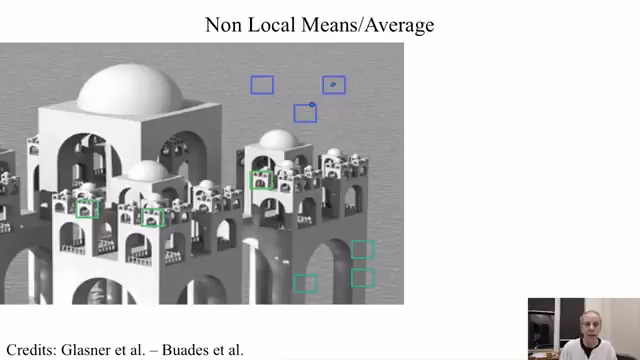 Non Local Means/Average
Credits: Glasner et al. – Buades et al.